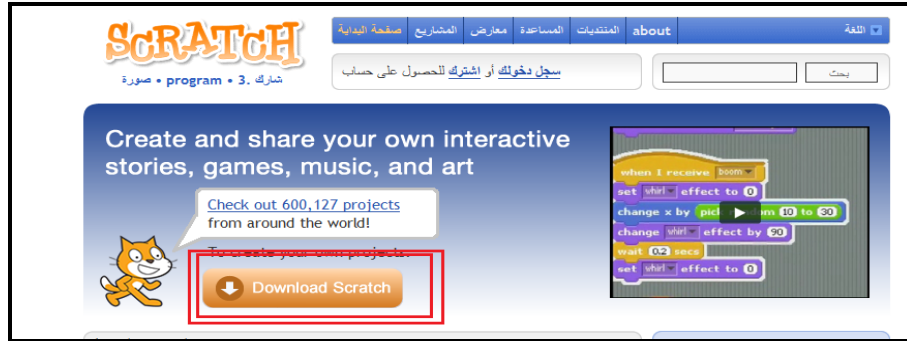 SCRATCH
شارك .3 • program • صورة
صفحة البداية المشاريع معارض المساعدة المنتديات about
اللغة
سجل دخولك أو اشترك للحصول على حساب
بحث
Create and share your own interactive
stories, games, music, and art
Check out 600,127 projects
from around the world!
To create your own projects:
Download Scratch
when I receive boom
set whirl effect to 0
change x by pick random 10 to 30
change whirl effect by 90
wait 0.2 secs
set whirl effect to 0